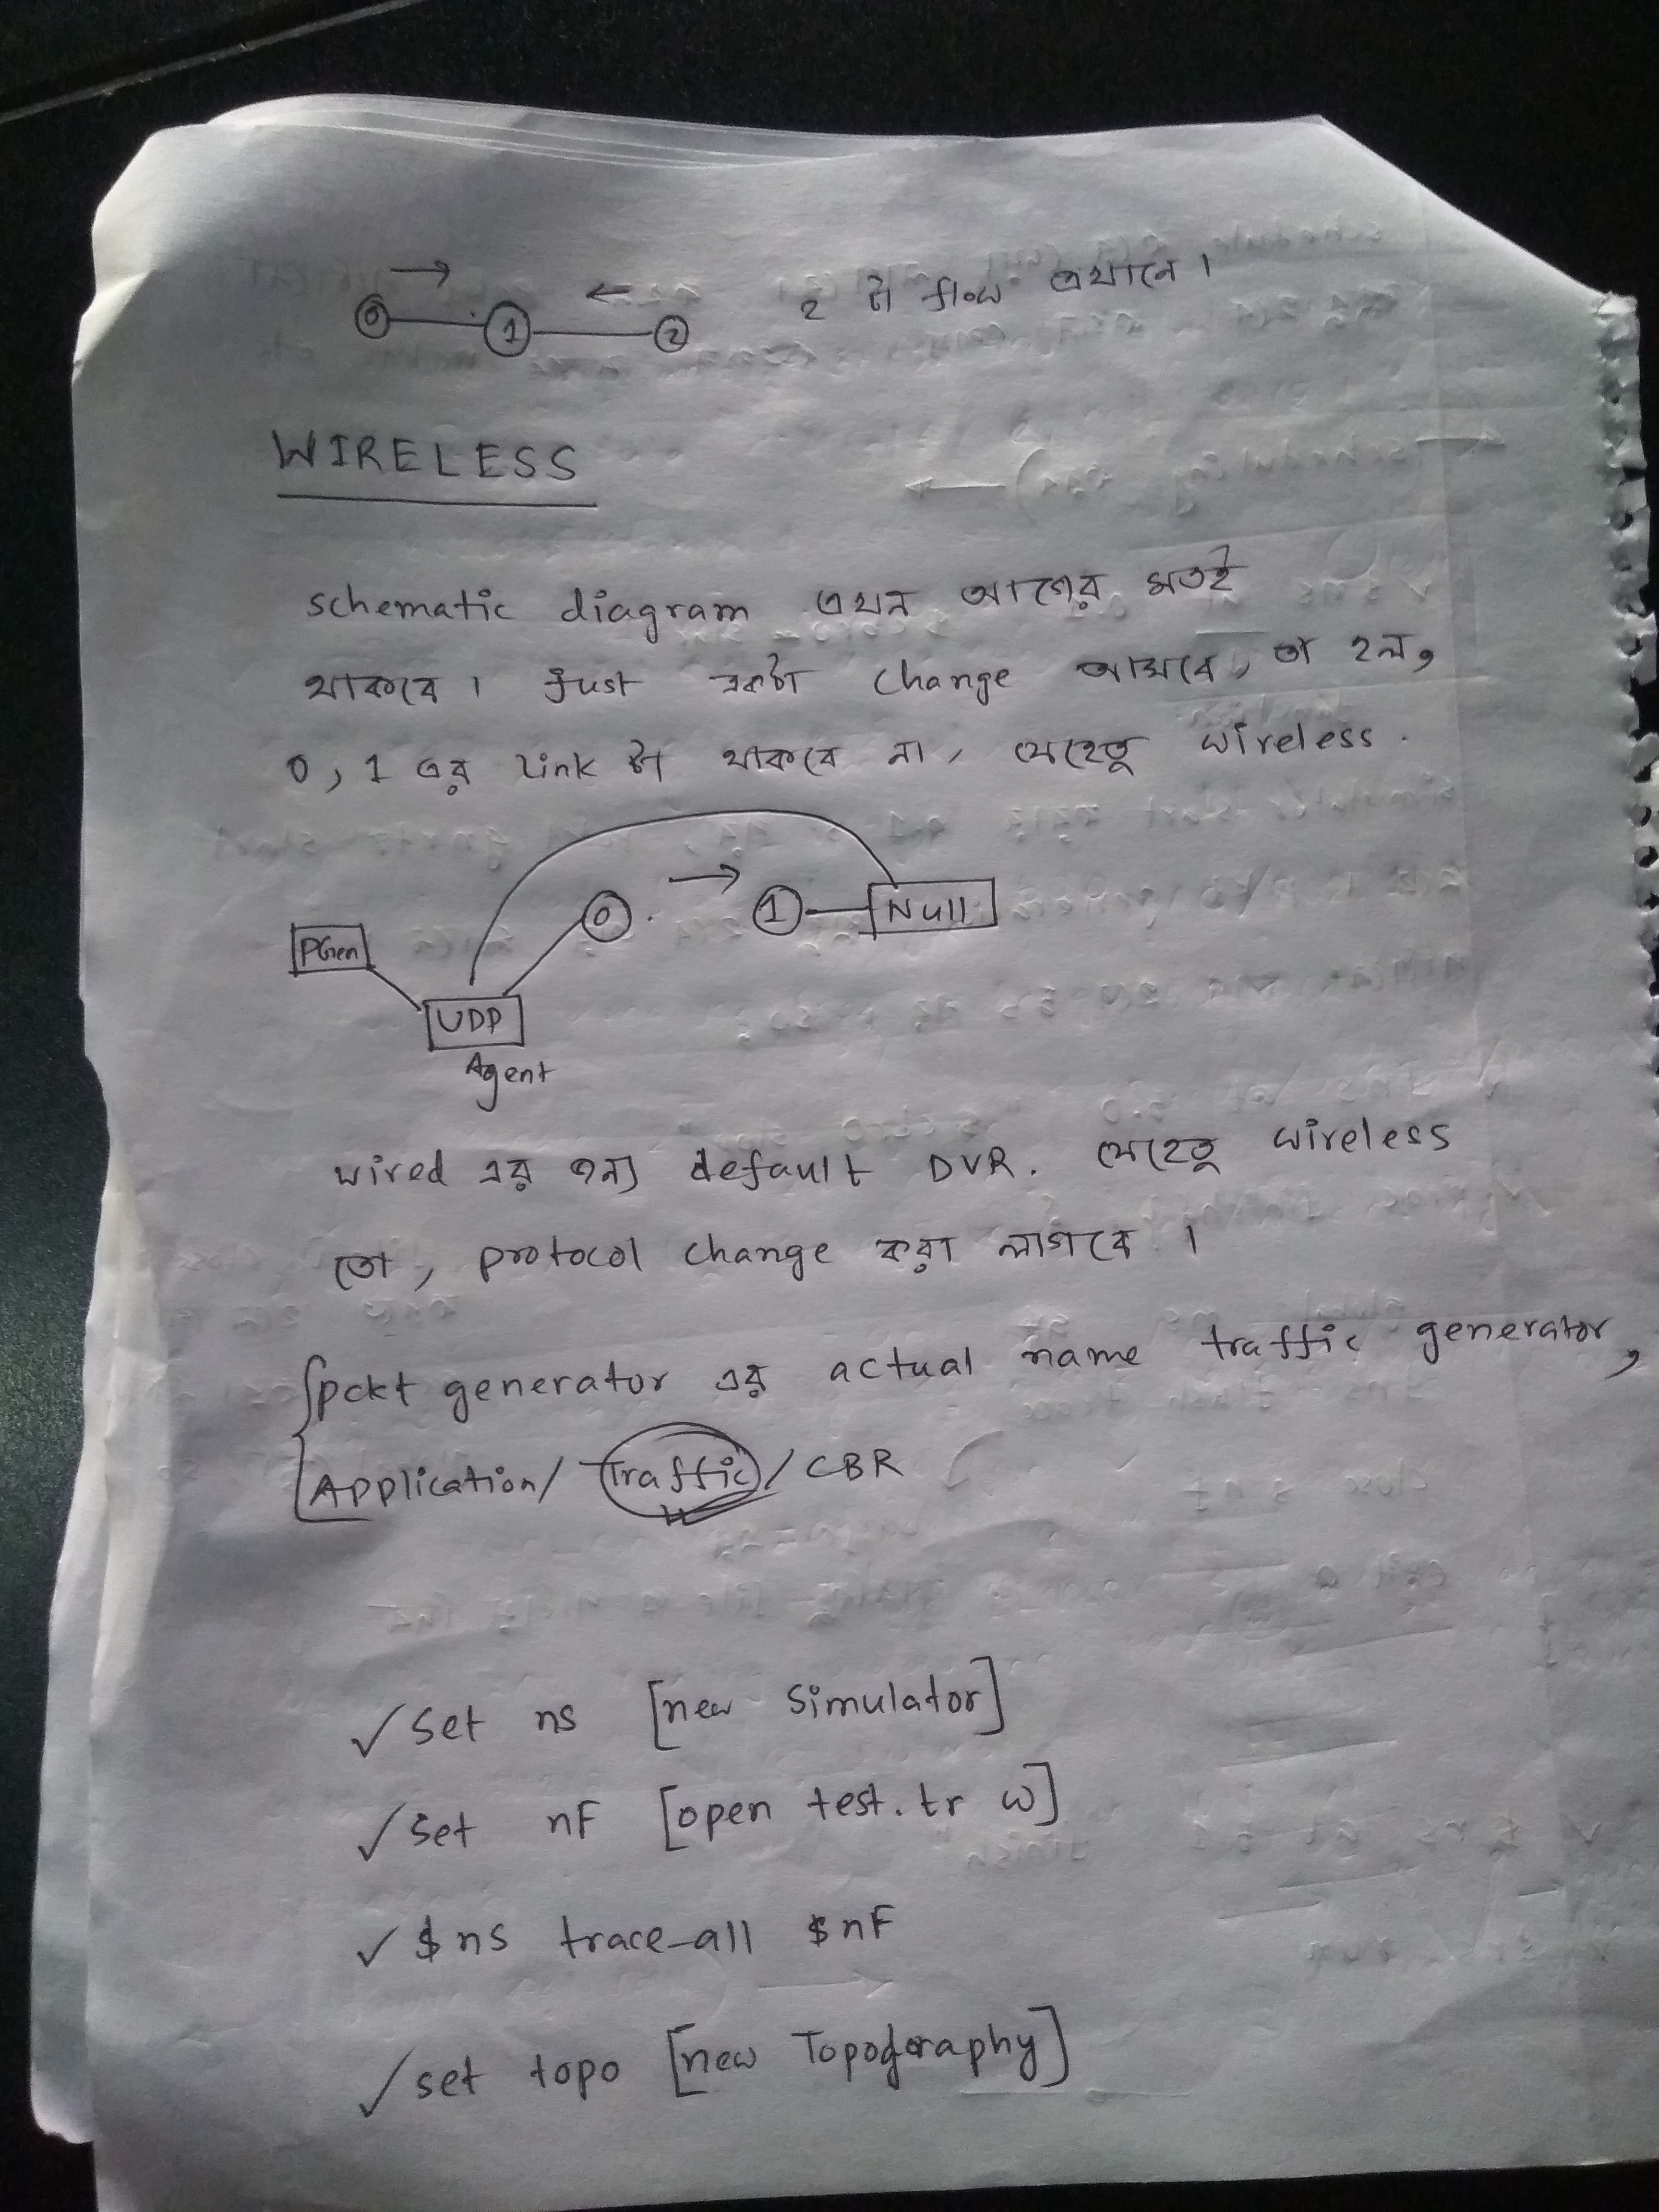 0 1 2 2 টা flow এখানে।
WIRELESS
schematic diagram এখন আগের মতই
থাকবে। just একটা change আসবে, তা হল,
0, 1 এর link টা থাকবে না, যেহেতু wireless.
0 1 Null
PGen
UDP
Agent
wired এর জন্য default DVR. যেহেতু wireless
তো, protocol change করা লাগবে।
pckt generator এর actual name traffic generator,
Application/Traffic/CBR
✓ set ns [new Simulator]
✓ set nF [open test.tr w]
✓ $ns trace-all $nF
✓ set topo [new Topography]